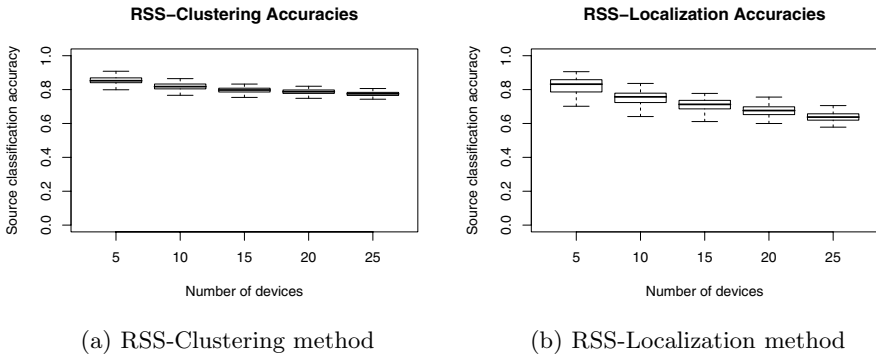 RSS−Clustering Accuracies
Source classification accuracy
1.0
0.8
0.6
0.4
0.2
0.0
5 10 15 20 25
Number of devices
(a) RSS-Clustering method
RSS−Localization Accuracies
Source classification accuracy
1.0
0.8
0.6
0.4
0.2
0.0
5 10 15 20 25
Number of devices
(b) RSS-Localization method